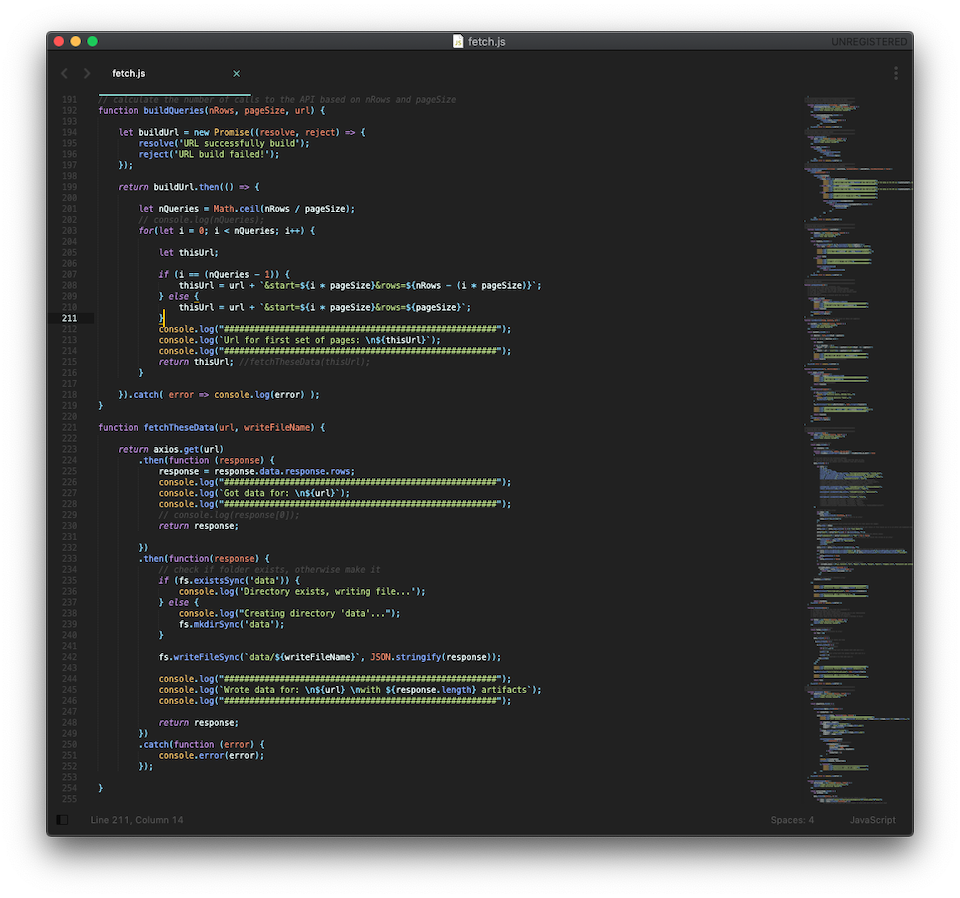 fetch.js
UNREGISTERED
fetch.js
191 // calculate the number of calls to the API based on nRows and pageSize
192 function buildQueries(nRows, pageSize, url) {
193
194 let buildUrl = new Promise((resolve, reject) => {
195 resolve('URL successfully build');
196 reject('URL build failed!');
197 });
198
199 return buildUrl.then(() => {
200
201 let nQueries = Math.ceil(nRows / pageSize);
202 // console.log(nQueries);
203 for(let i = 0; i < nQueries; i++) {
204
205 let thisUrl;
206
207 if (i == (nQueries - 1)) {
208 thisUrl = url + `&start=${i * pageSize}&rows=${nRows - (i * pageSize)}`;
209 } else {
210 thisUrl = url + `&start=${i * pageSize}&rows=${pageSize}`;
211 }
212 console.log("######################################################");
213 console.log(`Url for first set of pages: \n${thisUrl}`);
214 console.log("######################################################");
215 return thisUrl; //fetchTheseData(thisUrl);
216 }
217
218 }).catch( error => console.log(error) );
219 }
220
221 function fetchTheseData(url, writeFileName) {
222
223 return axios.get(url)
224 .then(function (response) {
225 response = response.data.response.rows;
226 console.log("######################################################");
227 console.log(`Got data for: \n${url}`);
228 console.log("######################################################");
229 // console.log(response[0]);
230 return response;
231
232 })
233 .then(function(response) {
234 // check if folder exists, otherwise make it
235 if (fs.existsSync('data')) {
236 console.log('Directory exists, writing file...');
237 } else {
238 console.log("Creating directory 'data'...");
239 fs.mkdirSync('data');
240 }
241
242 fs.writeFileSync(`data/${writeFileName}`, JSON.stringify(response));
243
244 console.log("######################################################");
245 console.log(`Wrote data for: \n${url} \nwith ${response.length} artifacts`);
246 console.log("######################################################");
247
248 return response;
249 })
250 .catch(function (error) {
251 console.error(error);
252 });
253
254 }
255
Line 211, Column 14
Spaces: 4
JavaScript